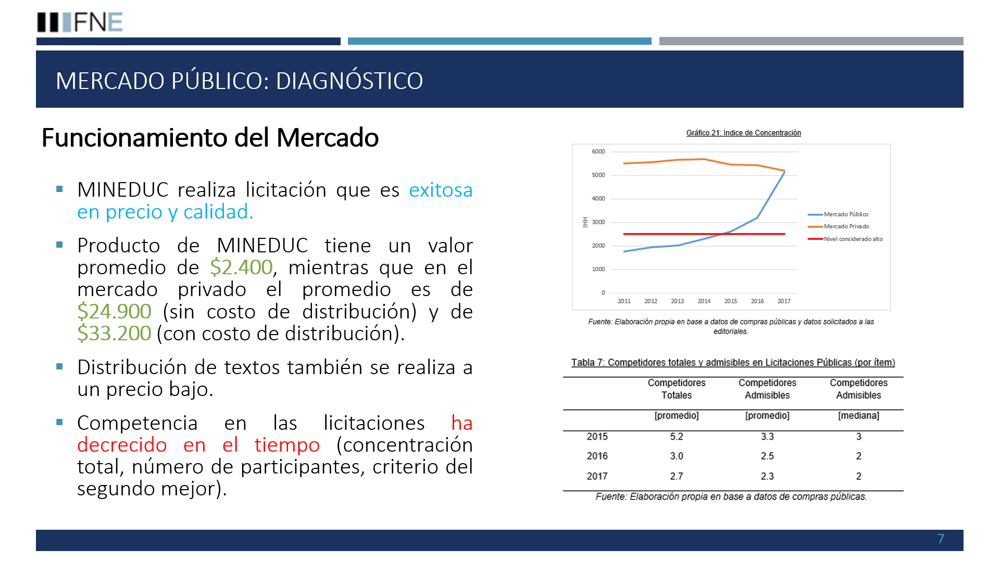 FNE
MERCADO PÚBLICO: DIAGNÓSTICO
Funcionamiento del Mercado
MINEDUC realiza licitación que es exitosa
en precio y calidad.
Producto de MINEDUC tiene un valor
promedio de $2.400, mientras que en el
mercado privado el promedio es de
$24.900 (sin costo de distribución) y de
$33.200 (con costo de distribución).
Distribución de textos también se realiza a
un precio bajo.
Competencia en las licitaciones ha
decrecido en el tiempo (concentración
total, número de participantes, criterio del
segundo mejor).
Gráfico 21: Índice de Concentración
6000
5000
4000
3000
2000
1000
0
IHH
2011 2012 2013 2014 2015 2016 2017
Mercado Público
Mercado Privado
Nivel considerado alto
Fuente: Elaboración propia en base a datos de compras públicas y datos solicitados a las
editoriales.
Tabla 7: Competidores totales y admisibles en Licitaciones Públicas (por ítem)
Competidores Competidores Competidores
Totales Admisibles Admisibles
[promedio] [promedio] [mediana]
2015 5.2 3.3 3
2016 3.0 2.5 2
2017 2.7 2.3 2
Fuente: Elaboración propia en base a datos de compras públicas.
7